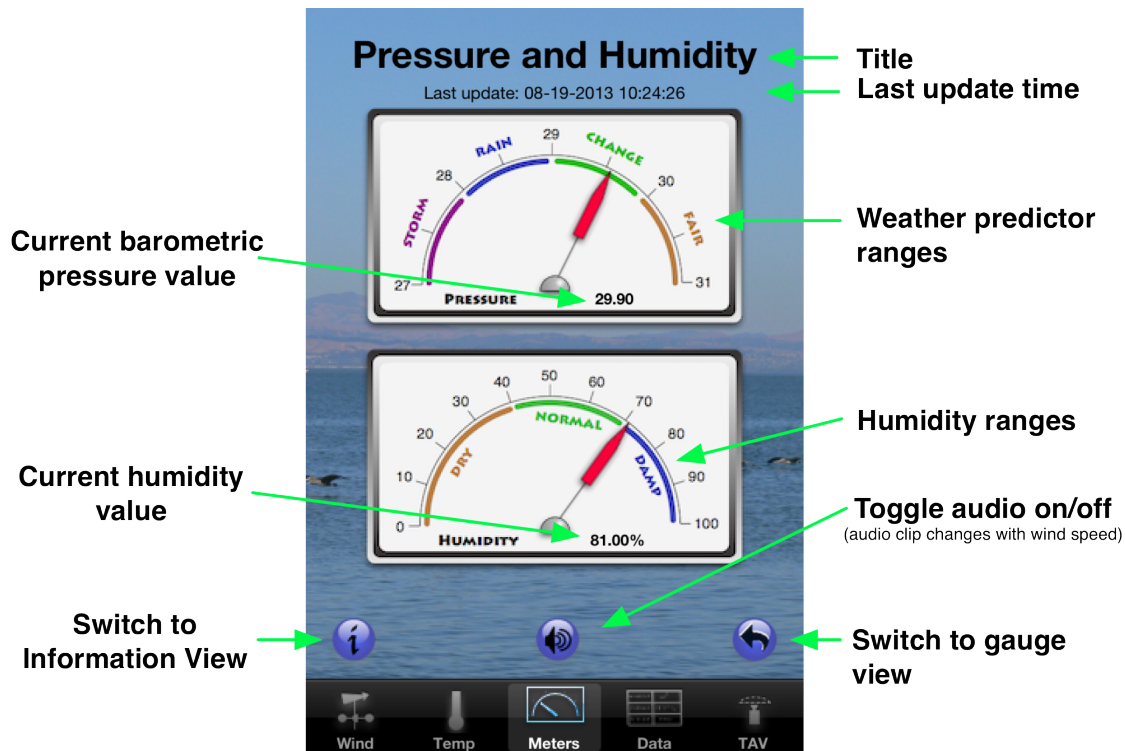 Pressure and Humidity
Title
Last update: 08-19-2013 10:24:26
Last update time
STORM
RAIN
CHANGE
FAIR
27
28
29
30
31
PRESSURE
29.90
Current barometric
pressure value
Weather predictor
ranges
0
10
20
30
40
50
60
70
80
90
100
DRY
NORMAL
DAMP
HUMIDITY
81.00%
Humidity ranges
Current humidity
value
Toggle audio on/off
(audio clip changes with wind speed)
Switch to
Information View
i
Switch to gauge
view
Wind
Temp
Meters
Data
TAV